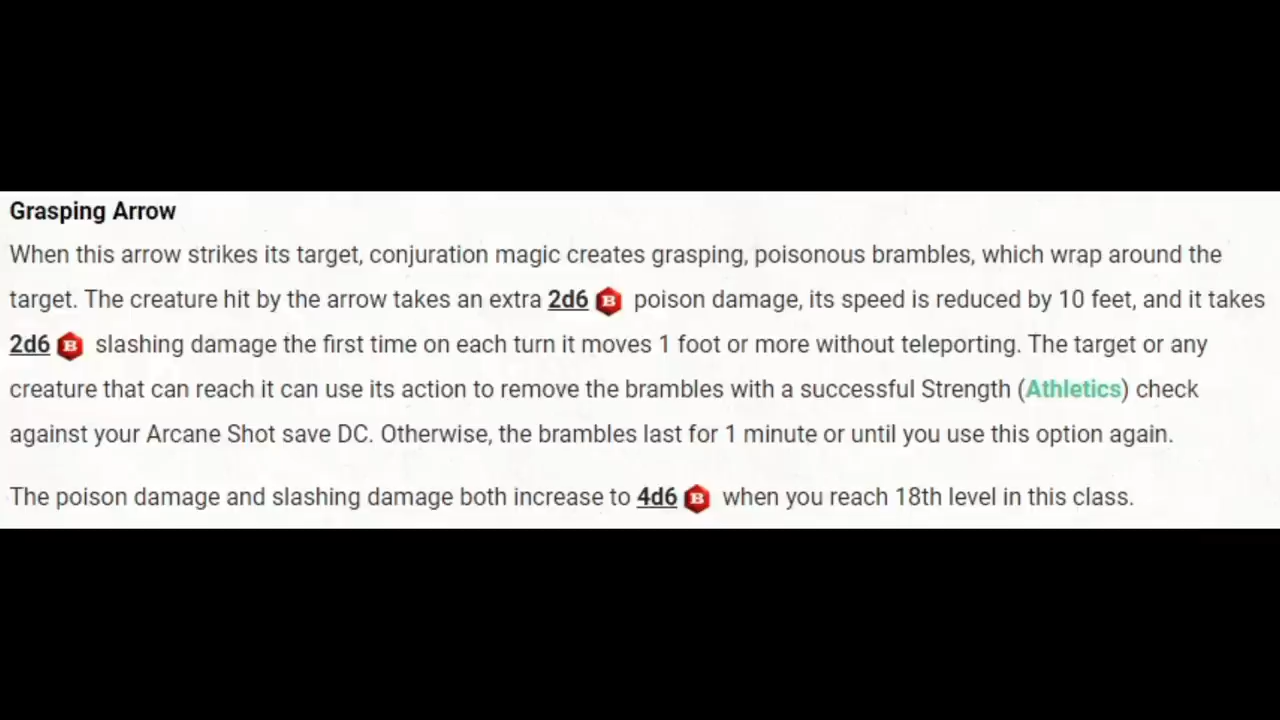 Grasping Arrow
When this arrow strikes its target, conjuration magic creates grasping, poisonous brambles, which wrap around the
target. The creature hit by the arrow takes an extra 2d6 B poison damage, its speed is reduced by 10 feet, and it takes
2d6 B slashing damage the first time on each turn it moves 1 foot or more without teleporting. The target or any
creature that can reach it can use its action to remove the brambles with a successful Strength (Athletics) check
against your Arcane Shot save DC. Otherwise, the brambles last for 1 minute or until you use this option again.
The poison damage and slashing damage both increase to 4d6 B when you reach 18th level in this class.